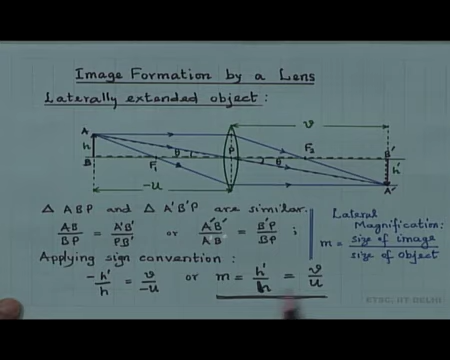 Image Formation by a Lens
Laterally extended object:
A
h
B
F₁
θ
P
θ
F₂
v
B'
h'
A'
-u
△ ABP and △ A'B'P are similar.
AB/BP = A'B'/PB' or A'B'/AB = B'P/BP ;
Lateral Magnification:
m = size of image/size of object
Applying sign convention:
-h'/h = v/-u or m = h'/h = v/u
ETSC, IIT DELHI